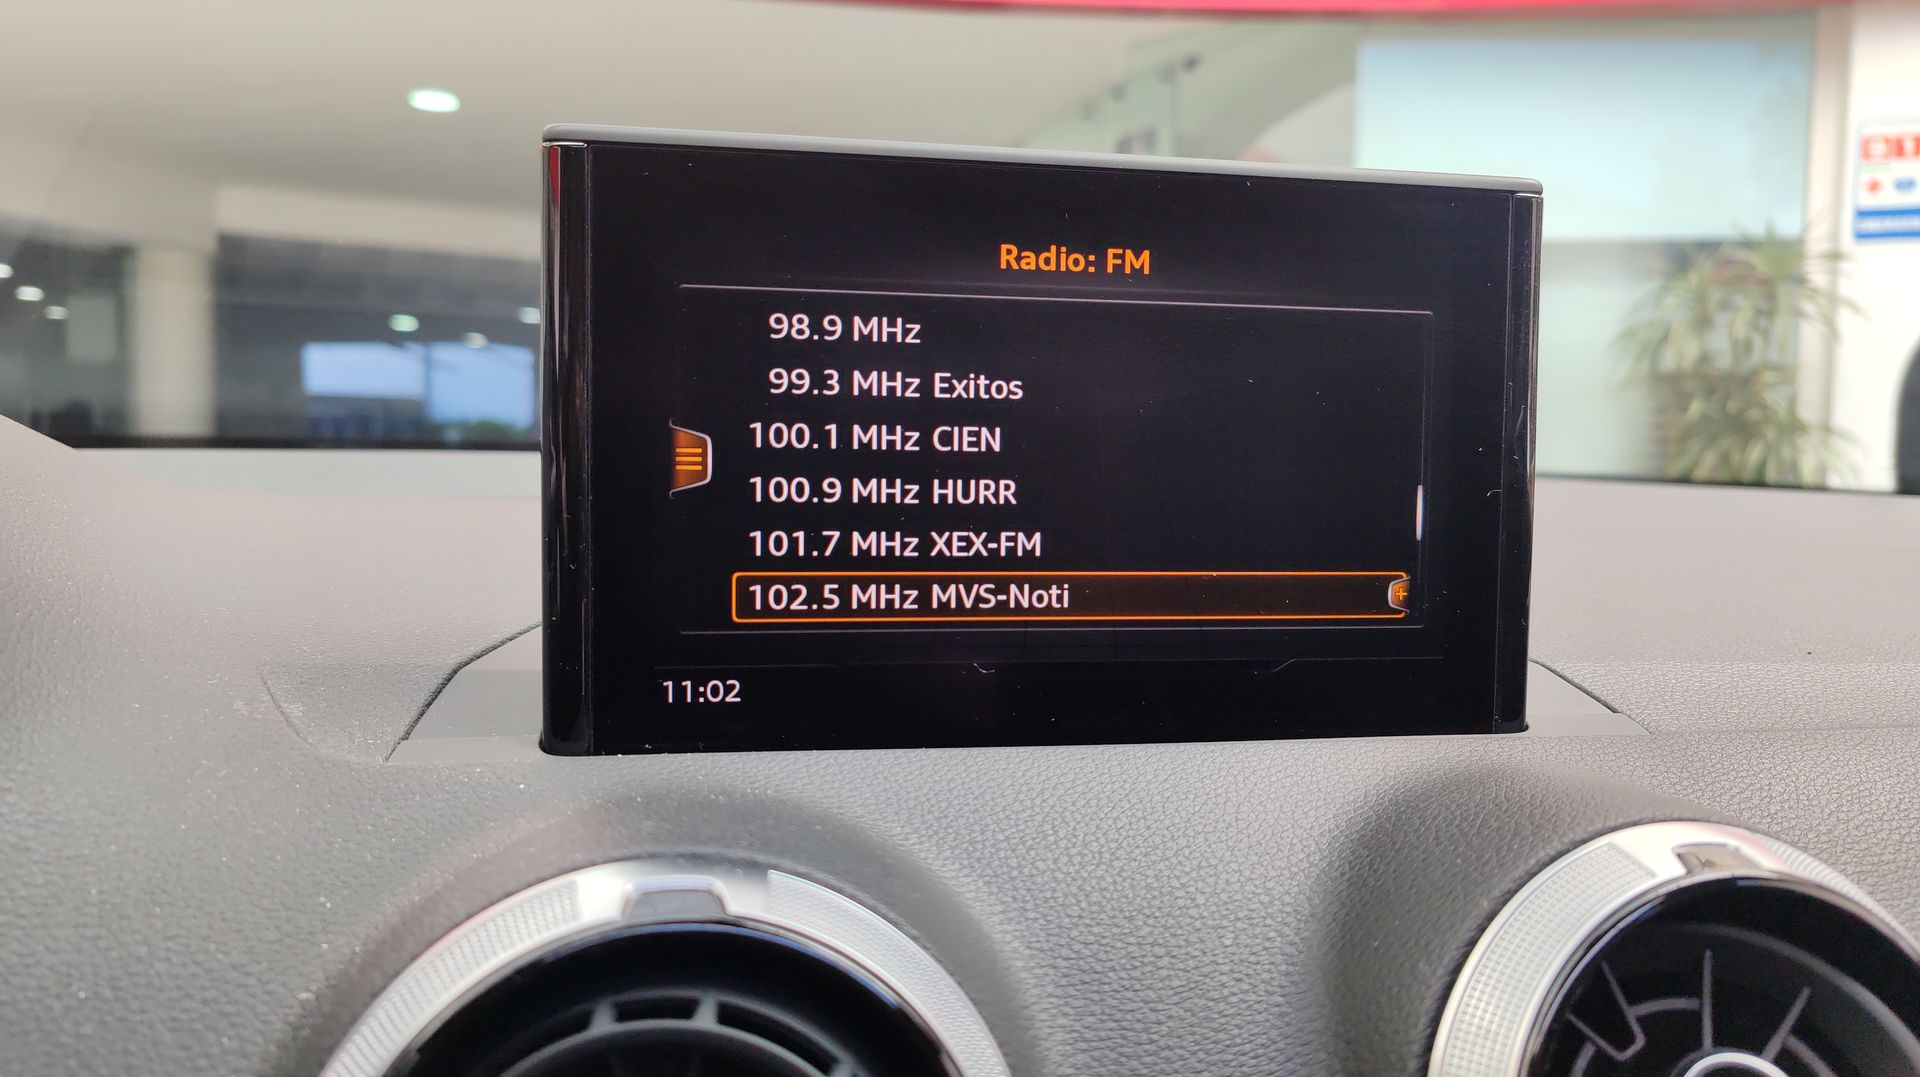 Radio: FM
98.9 MHz
99.3 MHz Exitos
100.1 MHz CIEN
100.9 MHz HURR
101.7 MHz XEX-FM
102.5 MHz MVS-Noti
11:02